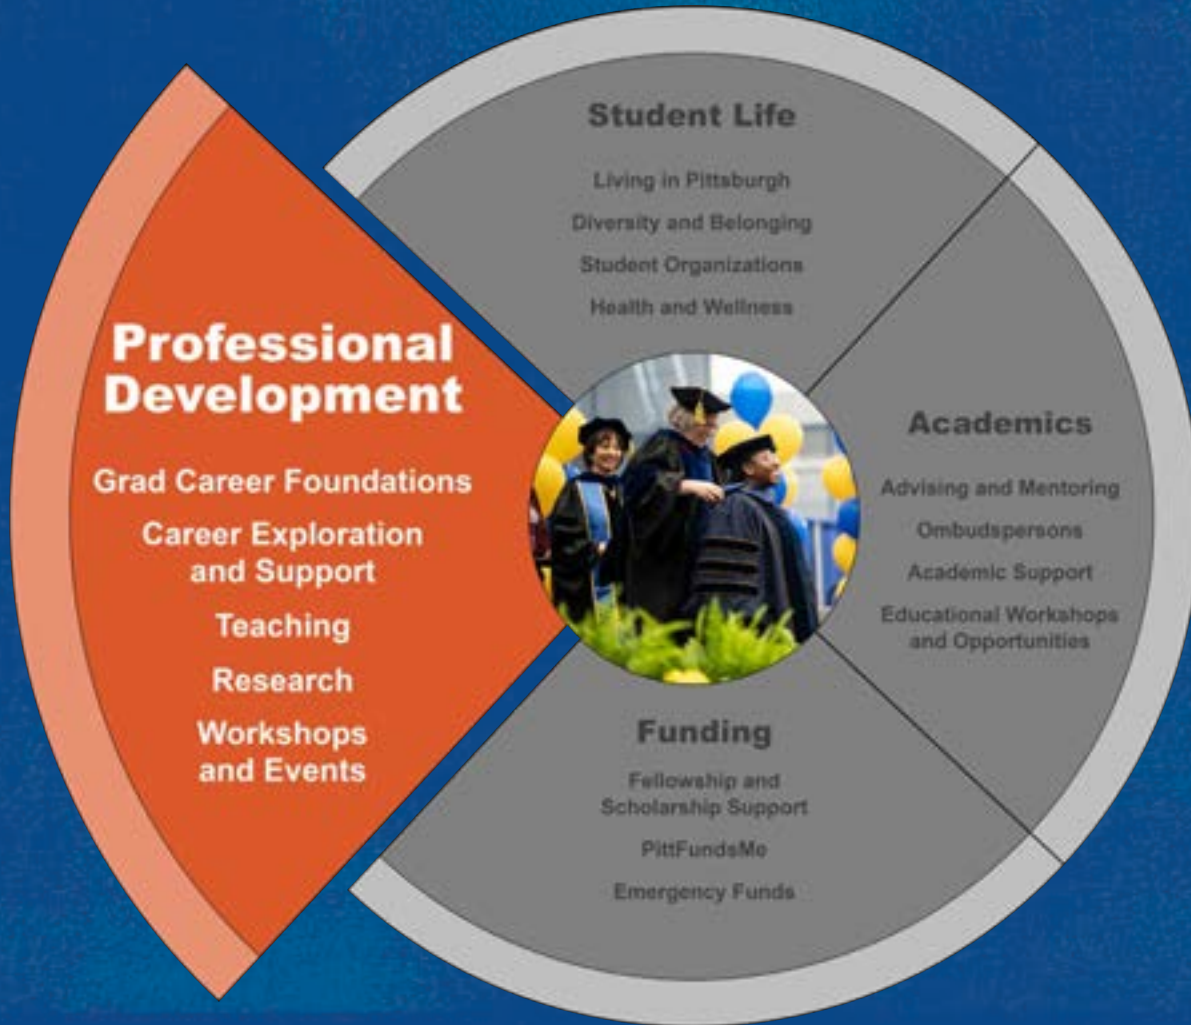 Student Life
Living in Pittsburgh
Diversity and Belonging
Student Organizations
Health and Wellness
Professional
Development
Grad Career Foundations
Career Exploration
and Support
Teaching
Research
Workshops
and Events
Academics
Advising and Mentoring
Ombudspersons
Academic Support
Educational Workshops
and Opportunities
Funding
Fellowship and
Scholarship Support
PittFundsMe
Emergency Funds